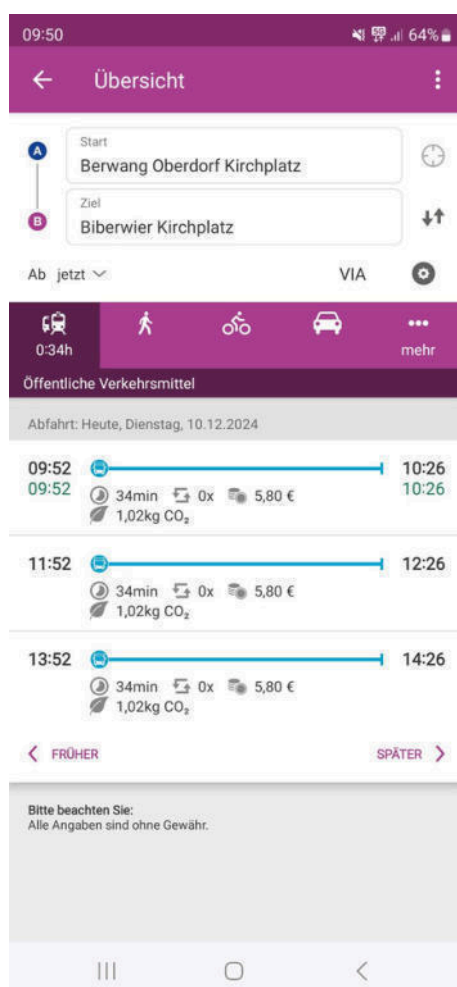 09:50 5G 64%
Übersicht
A Start
Berwang Oberdorf Kirchplatz
B Ziel
Biberwier Kirchplatz
Ab jetzt VIA
0:34h mehr
Öffentliche Verkehrsmittel
Abfahrt: Heute, Dienstag, 10.12.2024
09:52 10:26
09:52 10:26
34min 0x 5,80 €
1,02kg CO₂
11:52 12:26
34min 0x 5,80 €
1,02kg CO₂
13:52 14:26
34min 0x 5,80 €
1,02kg CO₂
FRÜHER SPÄTER
Bitte beachten Sie:
Alle Angaben sind ohne Gewähr.